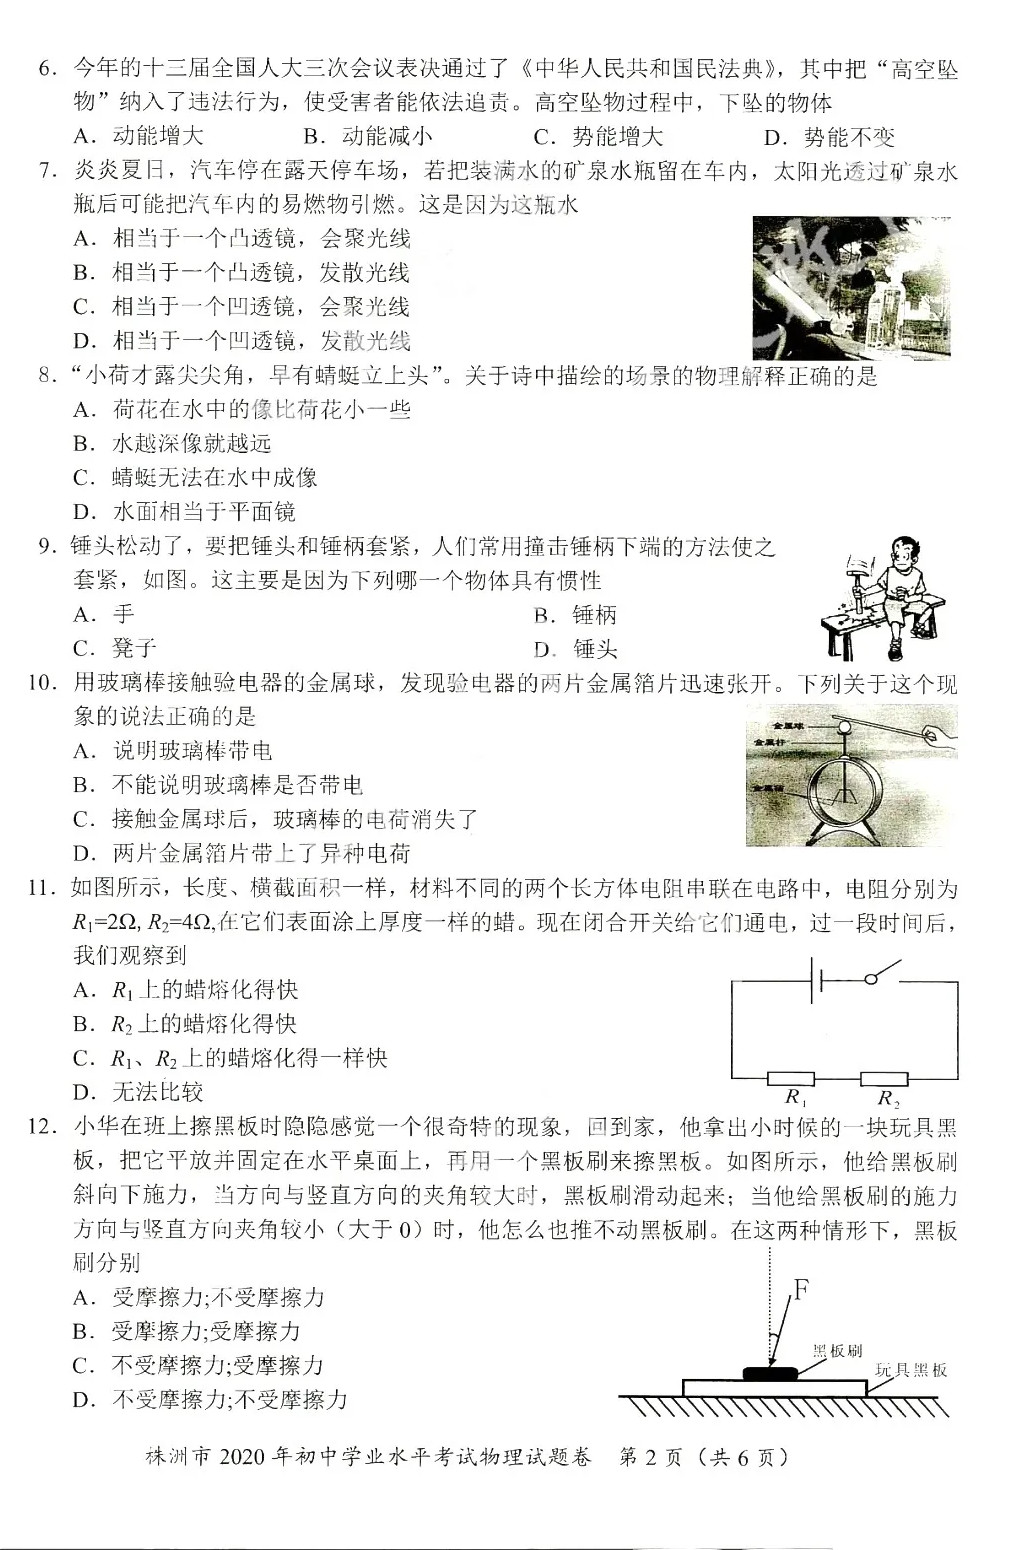 6．今年的十三届全国人大三次会议表决通过了《中华人民共和国民法典》，其中把“高空坠
物”纳入了违法行为，使受害者能依法追责。高空坠物过程中，下坠的物体
A．动能增大 B．动能减小 C．势能增大 D．势能不变
7．炎炎夏日，汽车停在露天停车场，若把装满水的矿泉水瓶留在车内，太阳光透过矿泉水
瓶后可能把汽车内的易燃物引燃。这是因为这瓶水
A．相当于一个凸透镜，会聚光线
B．相当于一个凸透镜，发散光线
C．相当于一个凹透镜，会聚光线
D．相当于一个凹透镜，发散光线
8．“小荷才露尖尖角，早有蜻蜓立上头”。关于诗中描绘的场景的物理解释正确的是
A．荷花在水中的像比荷花小一些
B．水越深像就越远
C．蜻蜓无法在水中成像
D．水面相当于平面镜
9．锤头松动了，要把锤头和锤柄套紧，人们常用撞击锤柄下端的方法使之
套紧，如图。这主要是因为下列哪一个物体具有惯性
A．手 B．锤柄
C．凳子 D．锤头
10．用玻璃棒接触验电器的金属球，发现验电器的两片金属箔片迅速张开。下列关于这个现
象的说法正确的是
金属球
金属杆
金属箔
A．说明玻璃棒带电
B．不能说明玻璃棒是否带电
C．接触金属球后，玻璃棒的电荷消失了
D．两片金属箔片带上了异种电荷
11．如图所示，长度、横截面积一样，材料不同的两个长方体电阻串联在电路中，电阻分别为
R₁=2Ω, R₂=4Ω,在它们表面涂上厚度一样的蜡。现在闭合开关给它们通电，过一段时间后，
我们观察到
A．R₁上的蜡熔化得快
B．R₂上的蜡熔化得快
C．R₁、R₂上的蜡熔化得一样快
D．无法比较
R₁ R₂
12．小华在班上擦黑板时隐隐感觉一个很奇特的现象，回到家，他拿出小时候的一块玩具黑
板，把它平放并固定在水平桌面上，再用一个黑板刷来擦黑板。如图所示，他给黑板刷
斜向下施力，当方向与竖直方向的夹角较大时，黑板刷滑动起来；当他给黑板刷的施力
方向与竖直方向夹角较小（大于0）时，他怎么也推不动黑板刷。在这两种情形下，黑板
刷分别
A．受摩擦力;不受摩擦力
B．受摩擦力;受摩擦力
C．不受摩擦力;受摩擦力
D．不受摩擦力;不受摩擦力
F
黑板刷
玩具黑板
株洲市2020年初中学业水平考试物理试题卷 第2页（共6页）